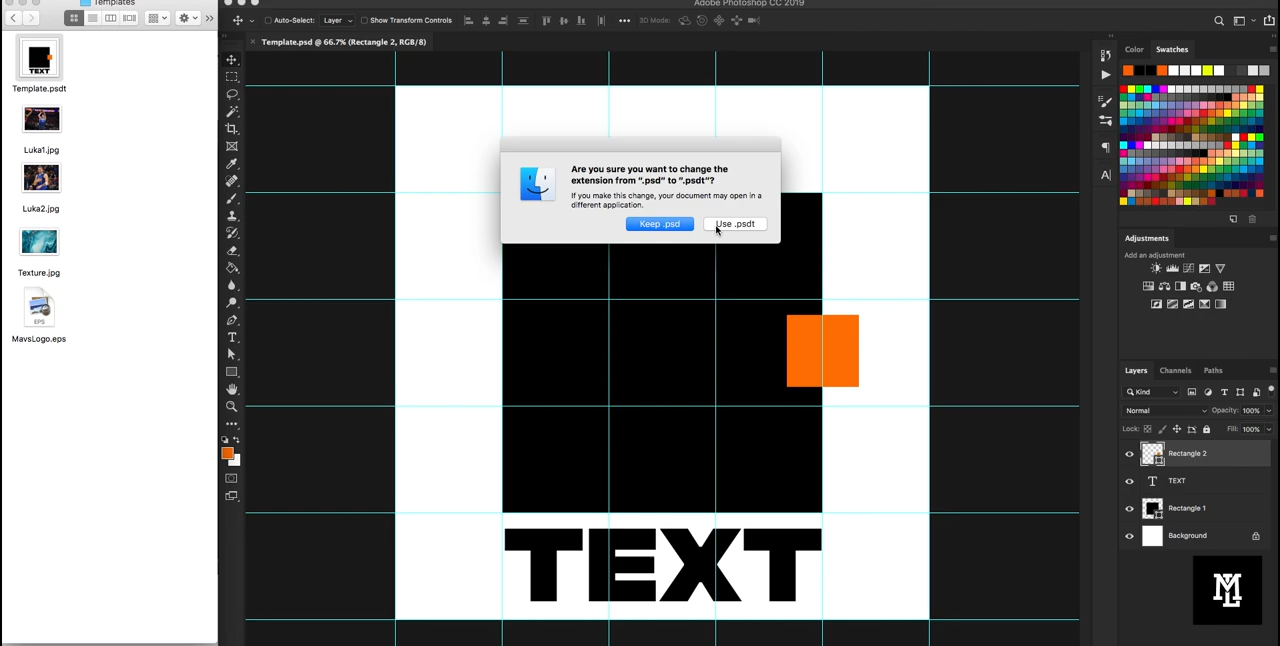 Templates
Adobe Photoshop CC 2019
Auto-Select:
Layer
Show Transform Controls
3D Mode:
Template.psd @ 66.7% (Rectangle 2, RGB/8)
Template.psdt
Luka1.jpg
Luka2.jpg
Texture.jpg
EPS
MavsLogo.eps
TEXT
Are you sure you want to change the
extension from “.psd” to “.psdt”?
If you make this change, your document may open in a
different application.
Keep .psd
Use .psdt
TEXT
Color
Swatches
Adjustments
Add an adjustment
Layers
Channels
Paths
Kind
Normal
Opacity: 100%
Lock:
Fill: 100%
Rectangle 2
TEXT
Rectangle 1
Background
ML